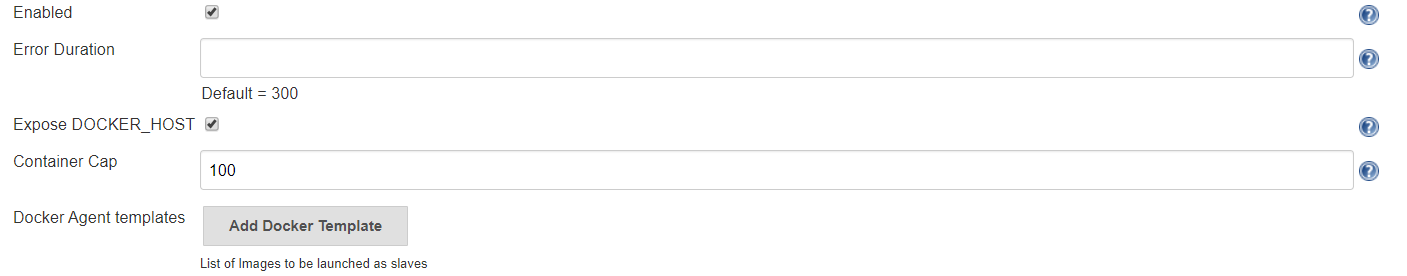 Enabled
Error Duration
Default = 300
Expose DOCKER_HOST
Container Cap
100
Docker Agent templates
Add Docker Template
List of Images to be launched as slaves